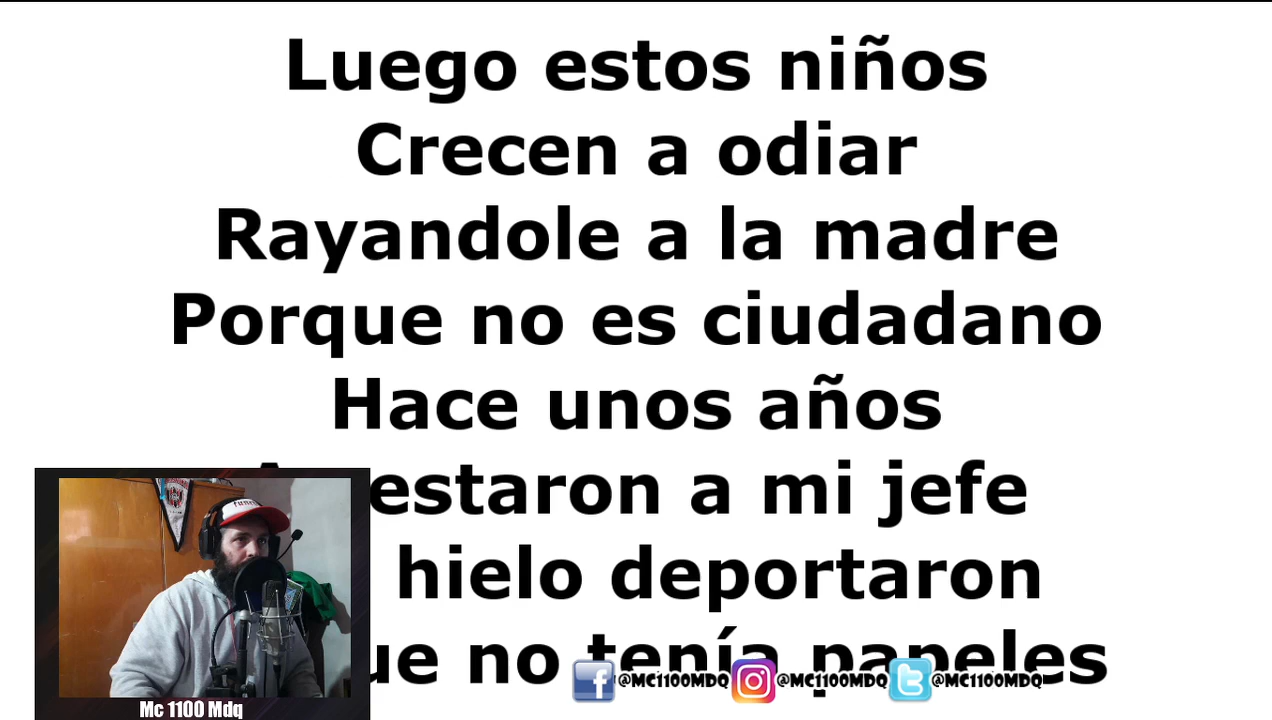 Luego estos niños
Crecen a odiar
Rayandole a la madre
Porque no es ciudadano
Hace unos años
estaron a mi jefe
hielo deportaron
ue no tenía papeles
@MC1100MDQ @MC1100MDQ @MC1100MDQ
Mc 1100 Mdq